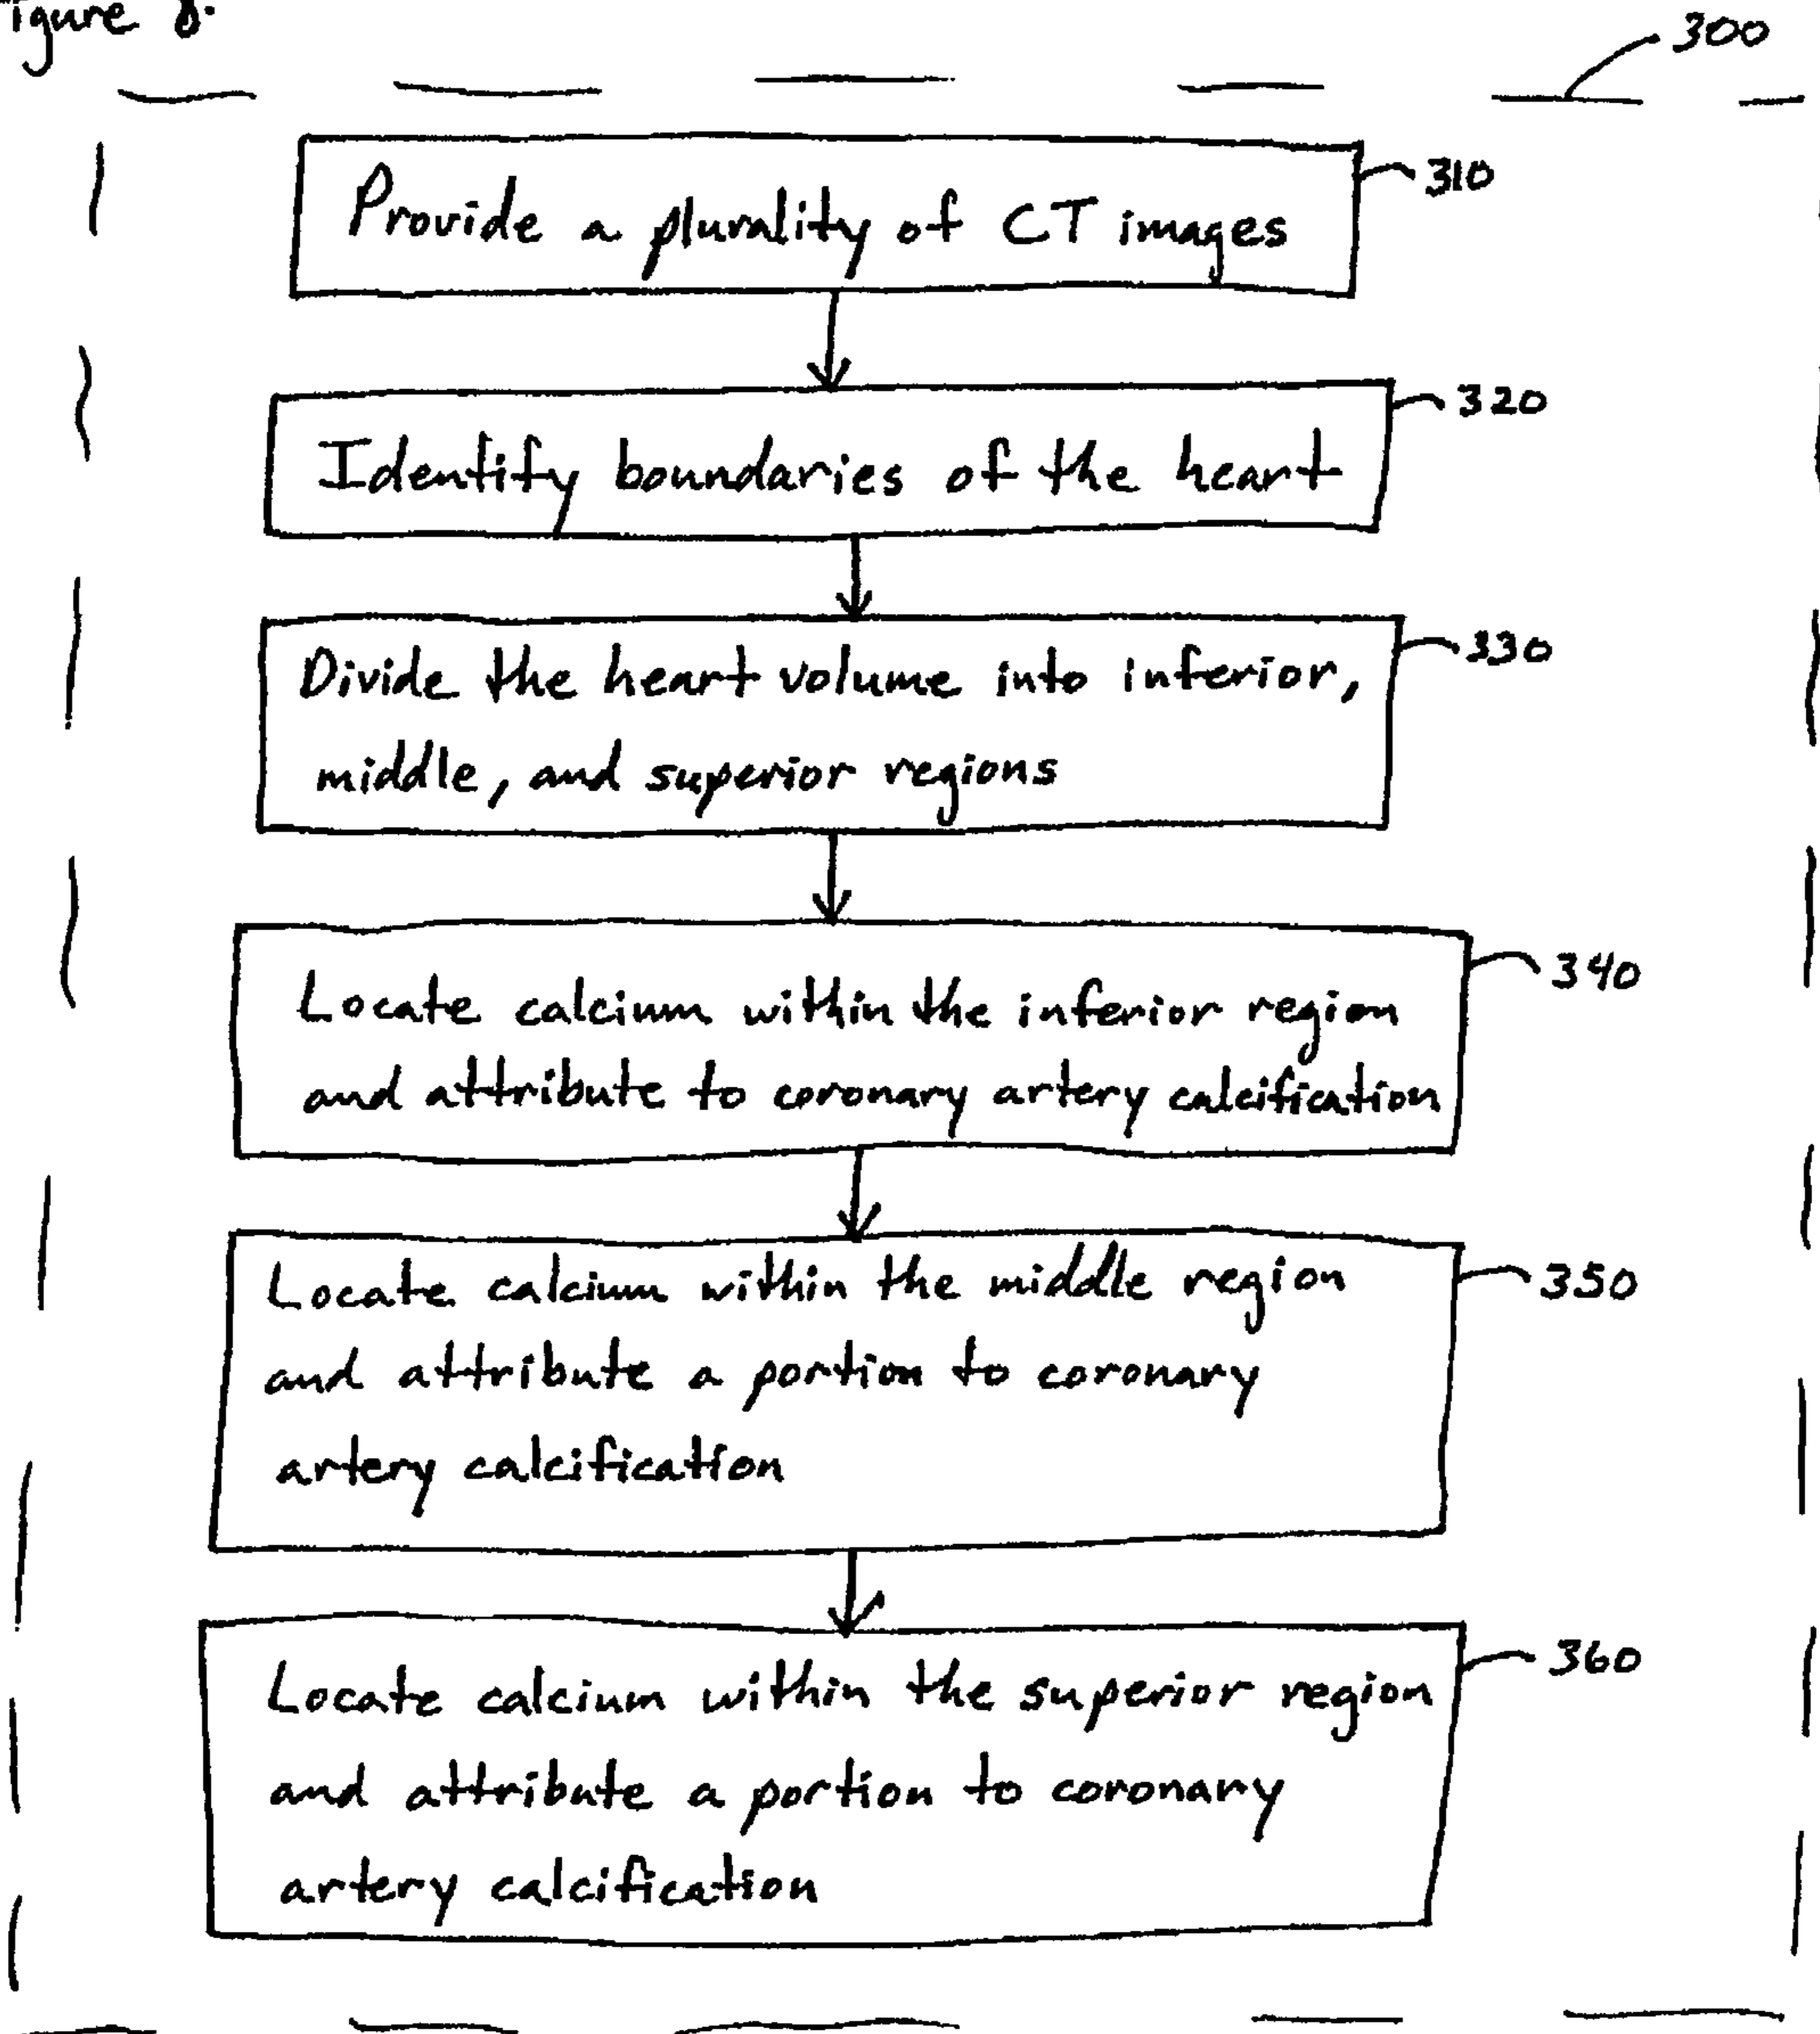 igure 8.
300
Provide a plurality of CT images
310
Identify boundaries of the heart
320
Divide the heart volume into inferior,
middle, and superior regions
330
Locate calcium within the inferior region
and attribute to coronary artery calcification
340
Locate calcium within the middle region
and attribute a portion to coronary
artery calcification
350
Locate calcium within the superior region
and attribute a portion to coronary
artery calcification
360